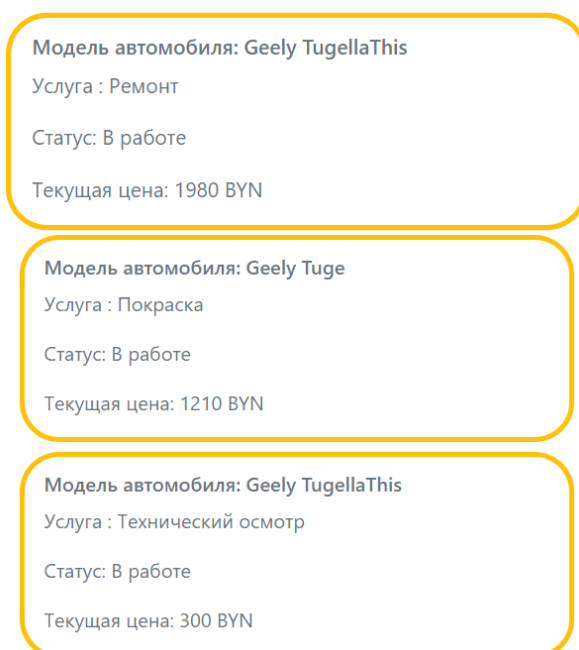 Модель автомобиля: Geely TugellaThis
Услуга : Ремонт
Статус: В работе
Текущая цена: 1980 BYN
Модель автомобиля: Geely Tuge
Услуга : Покраска
Статус: В работе
Текущая цена: 1210 BYN
Модель автомобиля: Geely TugellaThis
Услуга : Технический осмотр
Статус: В работе
Текущая цена: 300 BYN